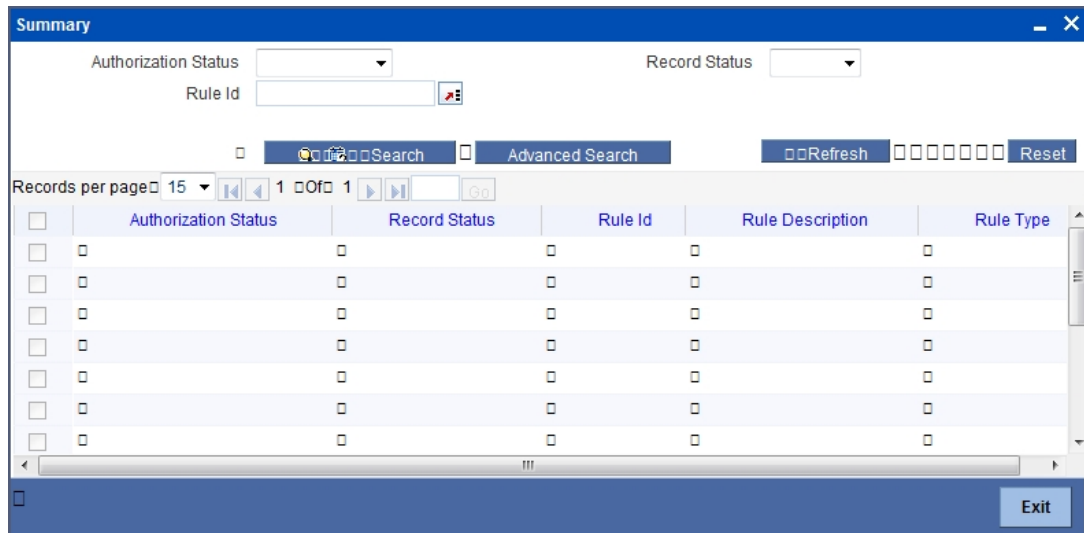 Summary
Authorization Status Record Status
Rule Id
Search Advanced Search Refresh Reset
Records per page 15 1 Of 1 Go
Authorization Status Record Status Rule Id Rule Description Rule Type
Exit